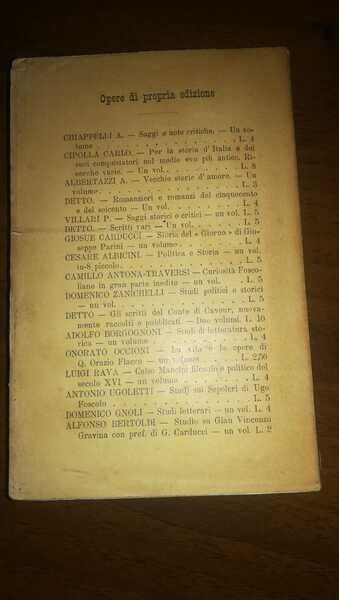 Opere di propria edizione
CHIAPPELLI A. — Saggi e note critiche. — Un vo-
lume . . . . . . . . . . . L. 4
CIPOLLA CARLO. — Per la storia d'Italia e dei
suoi conquistatori nel medio evo più antico. Ri-
cerche varie. — Un vol. . . . . . . L. 8
ALBERTAZZI A. — Vecchie storie d'amore. — Un
volume. . . . . . . . . . . L. 3
DETTO. — Romanzieri e romanzi del cinquecento
e del seicento — Un vol. . . . . . L. 4
VILLARI P. — Saggi storici e critici — un vol. L. 5
DETTO. — Scritti vari — Un vol. . . . L. 5
GIOSUE CARDUCCI — Storia del « Giorno » di Giu-
seppe Parini — un volume . . . . . L. 4
CESARE ALBICINI. — Politica e Storia — un vol.
in-8 piccolo. . . . . . . . . . L. 5
CAMILLO ANTONA-TRAVERSI — Curiosità Fosco-
liane in gran parte inedite — un vol. . . L. 5
DOMENICO ZANICHELLI — Studi politici e storici
— un vol. . . . . . . . . . . L. 5
DETTO — Gli scritti del Conte di Cavour, nuova-
mente raccolti e pubblicati — Due volumi. L. 10
ADOLFO BORGOGNONI — Studi di letteratura sto-
rica — un volume . . . . . . . . L. 4
ONORATO OCCIONI — La vita e le opere di
Q. Orazio Flacco — un volume. . . . L. 2,50
LUIGI RAVA — Celso Mancini filosofo e politico del
secolo XVI — un volume . . . . . . L. 4
ANTONIO UGOLETTI — Studi sui Sepolcri di Ugo
Foscolo . . . . . . . . . . . L. 5
DOMENICO GNOLI — Studi letterari — un vol. L. 4
ALFONSO BERTOLDI — Studio su Gian Vincenzo
Gravina con pref. di G. Carducci — un vol. L. 2